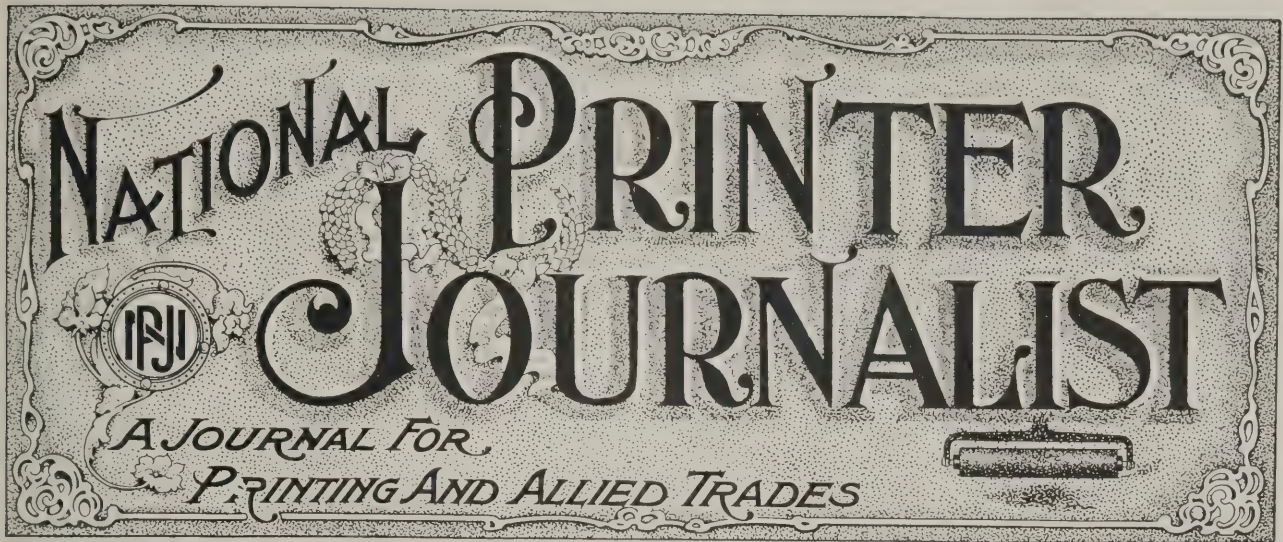 NATIONAL PRINTER
JOURNALIST
NPJ
A JOURNAL FOR
PRINTING AND ALLIED TRADES